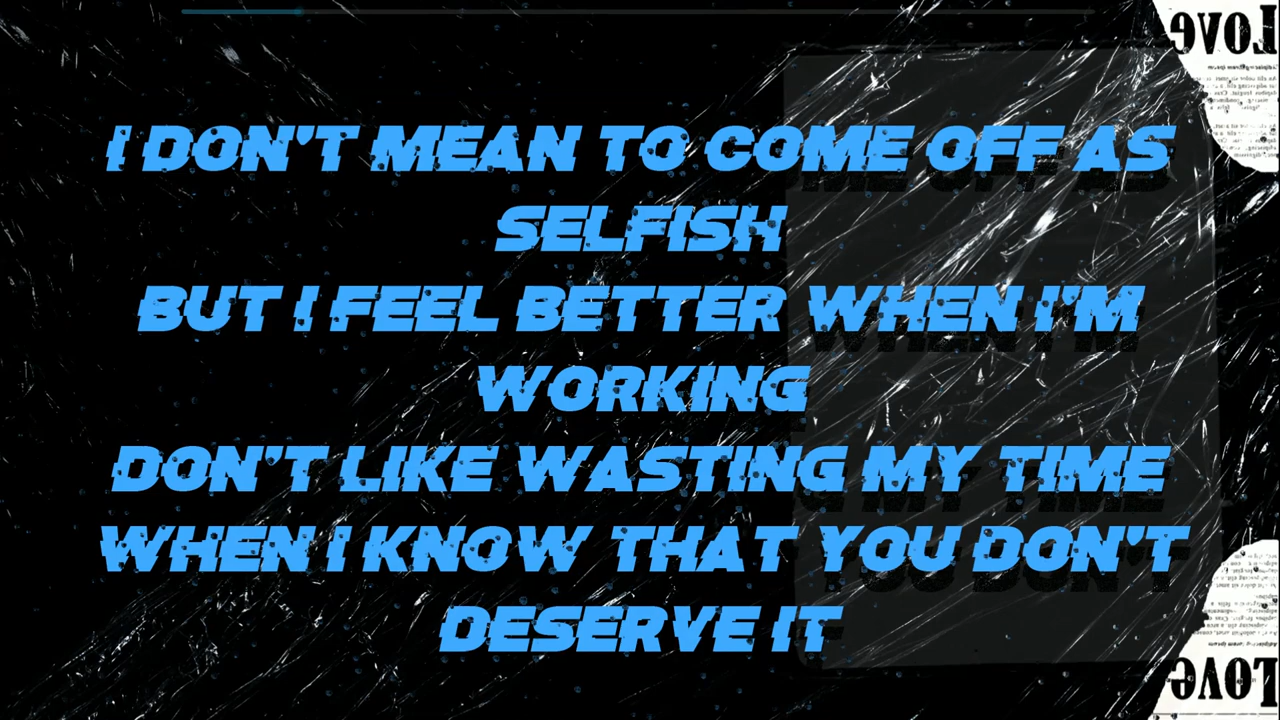 Love
I DON'T MEAN TO COME OFF AS
SELFISH
BUT I FEEL BETTER WHEN I'M
WORKING
DON'T LIKE WASTING MY TIME
WHEN I KNOW THAT YOU DON'T
DESERVE IT
Love